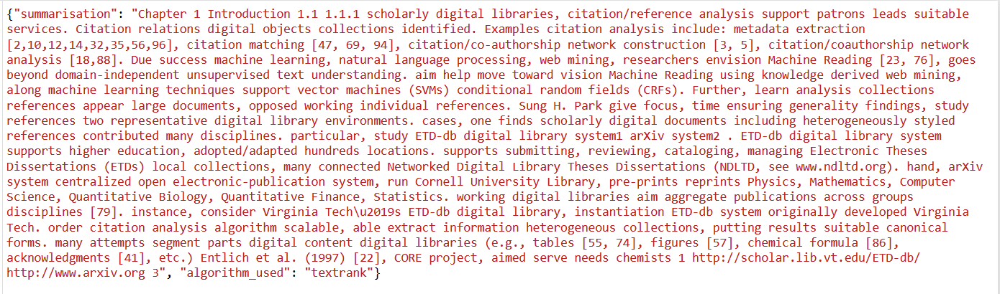 {"summarisation": "Chapter 1 Introduction 1.1 1.1.1 scholarly digital libraries, citation/reference analysis support patrons leads suitable
services. Citation relations digital objects collections identified. Examples citation analysis include: metadata extraction
[2,10,12,14,32,35,56,96], citation matching [47, 69, 94], citation/co-authorship network construction [3, 5], citation/coauthorship network
analysis [18,88]. Due success machine learning, natural language processing, web mining, researchers envision Machine Reading [23, 76], goes
beyond domain-independent unsupervised text understanding. aim help move toward vision Machine Reading using knowledge derived web mining,
along machine learning techniques support vector machines (SVMs) conditional random fields (CRFs). Further, learn analysis collections
references appear large documents, opposed working individual references. Sung H. Park give focus, time ensuring generality findings, study
references two representative digital library environments. cases, one finds scholarly digital documents including heterogeneously styled
references contributed many disciplines. particular, study ETD-db digital library system1 arXiv system2 . ETD-db digital library system
supports higher education, adopted/adapted hundreds locations. supports submitting, reviewing, cataloging, managing Electronic Theses
Dissertations (ETDs) local collections, many connected Networked Digital Library Theses Dissertations (NDLTD, see www.ndltd.org). hand, arXiv
system centralized open electronic-publication system, run Cornell University Library, pre-prints reprints Physics, Mathematics, Computer
Science, Quantitative Biology, Quantitative Finance, Statistics. working digital libraries aim aggregate publications across groups
disciplines [79]. instance, consider Virginia Tech\u2019s ETD-db digital library, instantiation ETD-db system originally developed Virginia
Tech. order citation analysis algorithm scalable, able extract information heterogeneous collections, putting results suitable canonical
forms. many attempts segment parts digital content digital libraries (e.g., tables [55, 74], figures [57], chemical formula [86],
acknowledgments [41], etc.) Entlich et al. (1997) [22], CORE project, aimed serve needs chemists 1 http://scholar.lib.vt.edu/ETD-db/
http://www.arxiv.org 3", "algorithm_used": "textrank"}